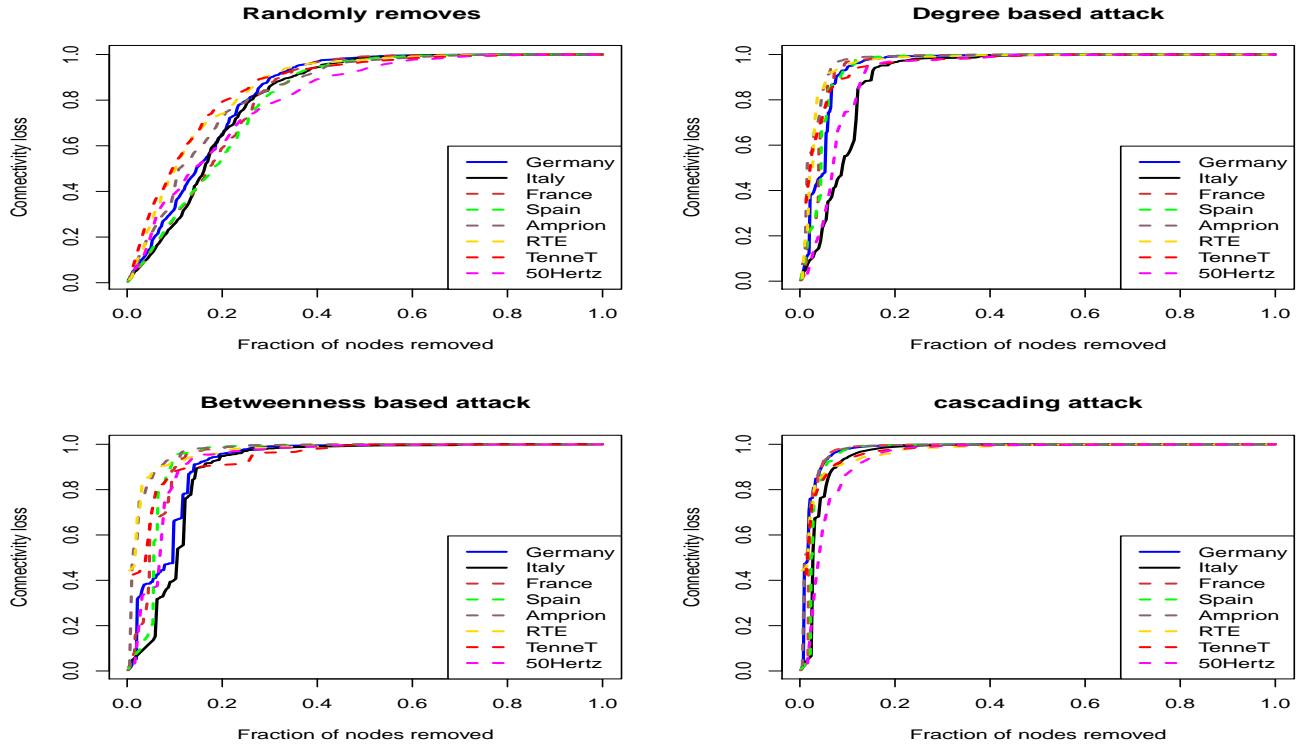 Randomly removes
Connectivity loss
0.0 0.2 0.4 0.6 0.8 1.0
0.0 0.2 0.4 0.6 0.8 1.0
Fraction of nodes removed
Germany
Italy
France
Spain
Amprion
RTE
TenneT
50Hertz
Degree based attack
Connectivity loss
0.0 0.2 0.4 0.6 0.8 1.0
0.0 0.2 0.4 0.6 0.8 1.0
Fraction of nodes removed
Germany
Italy
France
Spain
Amprion
RTE
TenneT
50Hertz
Betweenness based attack
Connectivity loss
0.0 0.2 0.4 0.6 0.8 1.0
0.0 0.2 0.4 0.6 0.8 1.0
Fraction of nodes removed
Germany
Italy
France
Spain
Amprion
RTE
TenneT
50Hertz
cascading attack
Connectivity loss
0.0 0.2 0.4 0.6 0.8 1.0
0.0 0.2 0.4 0.6 0.8 1.0
Fraction of nodes removed
Germany
Italy
France
Spain
Amprion
RTE
TenneT
50Hertz